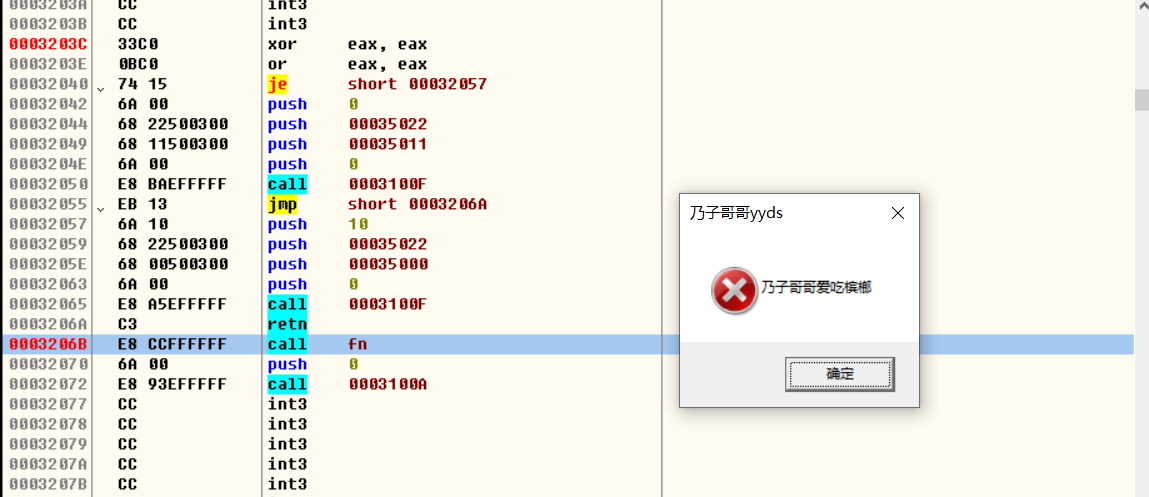 0003203A CC int3
0003203B CC int3
0003203C 33C0 xor eax, eax
0003203E 0BC0 or eax, eax
00032040 74 15 je short 00032057
00032042 6A 00 push 0
00032044 68 22500300 push 00035022
00032049 68 11500300 push 00035011
0003204E 6A 00 push 0
00032050 E8 BAEFFFFF call 0003100F
00032055 EB 13 jmp short 0003206A
00032057 6A 10 push 10
00032059 68 22500300 push 00035022
0003205E 68 00500300 push 00035000
00032063 6A 00 push 0
00032065 E8 A5EFFFFF call 0003100F
0003206A C3 retn
0003206B E8 CCFFFFFF call fn
00032070 6A 00 push 0
00032072 E8 93EFFFFF call 0003100A
00032077 CC int3
00032078 CC int3
00032079 CC int3
0003207A CC int3
0003207B CC int3
乃子哥哥yyds
乃子哥哥爱吃槟榔
确定